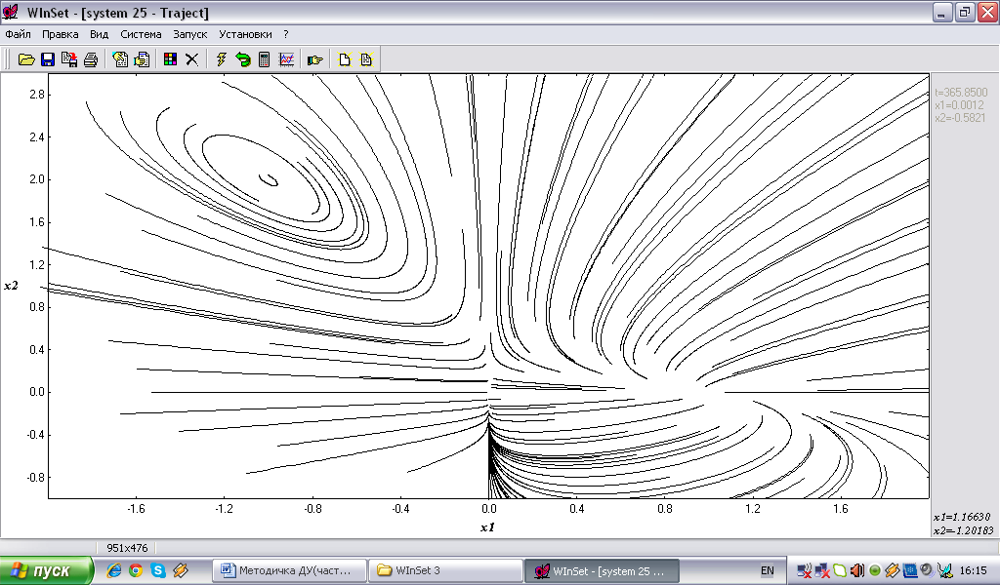 WInSet - [system 25 - Traject]
Файл Правка Вид Система Запуск Установки ?
t=365.8500
x1=0.0012
x2=-0.5821
2.8
2.4
2.0
1.6
1.2
x2
0.8
0.4
0.0
-0.4
-0.8
-1.6 -1.2 -0.8 -0.4 0.0 0.4 0.8 1.2 1.6
x1
x1=1.16630
x2=-1.20183
951x476
пуск Методичка ДУ(част... WInSet 3 WInSet - [system 25 ... EN 16:15